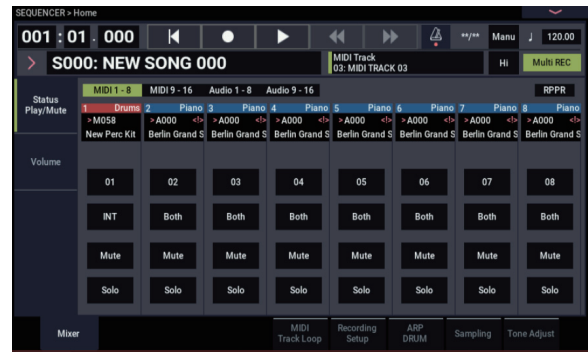 SEQUENCER > Home
001 : 01 . 000 **/** Manu ♩ 120.00
> S000: NEW SONG 000 MIDI Track 03: MIDI TRACK 03 Hi Multi REC
Status Play/Mute MIDI 1 - 8 MIDI 9 - 16 Audio 1 - 8 Audio 9 - 16 RPPR
1 Drums 2 Piano 3 Piano 4 Piano 5 Piano 6 Piano 7 Piano 8 Piano
>M058 >A000 <!> >A000 <!> >A000 <!> >A000 <!> >A000 <!> >A000 <!> >A000 <!>
New Perc Kit Berlin Grand S Berlin Grand S Berlin Grand S Berlin Grand S Berlin Grand S Berlin Grand S Berlin Grand S
Volume
01 02 03 04 05 06 07 08
INT Both Both Both Both Both Both Both
Mute Mute Mute Mute Mute Mute Mute Mute
Solo Solo Solo Solo Solo Solo Solo Solo
Mixer MIDI Track Loop Recording Setup ARP DRUM Sampling Tone Adjust